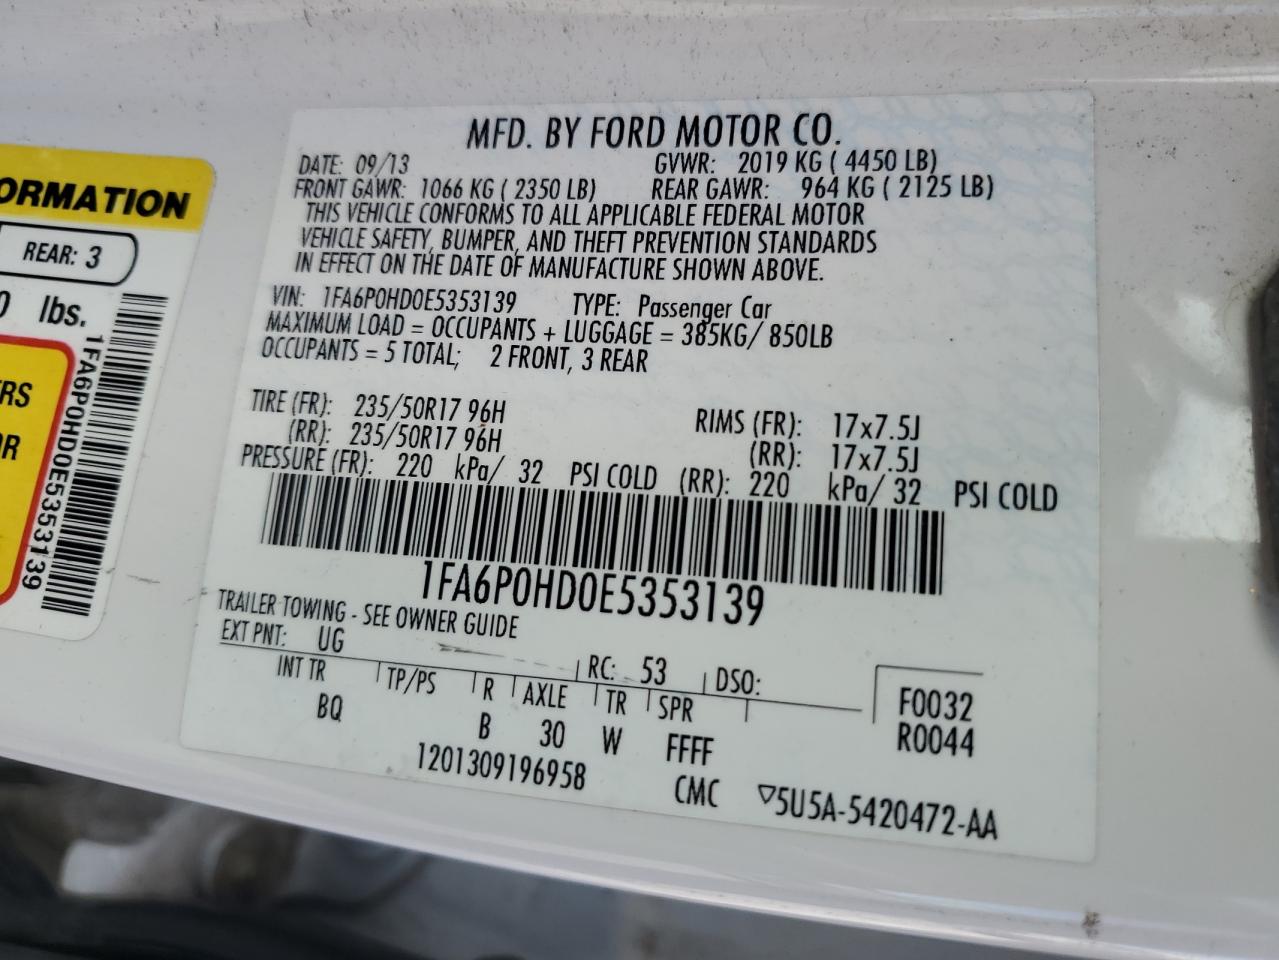 MFD. BY FORD MOTOR CO.
DATE: 09/13 GVWR: 2019 KG ( 4450 LB)
FRONT GAWR: 1066 KG ( 2350 LB) REAR GAWR: 964 KG ( 2125 LB)
THIS VEHICLE CONFORMS TO ALL APPLICABLE FEDERAL MOTOR
VEHICLE SAFETY, BUMPER, AND THEFT PREVENTION STANDARDS
IN EFFECT ON THE DATE OF MANUFACTURE SHOWN ABOVE.
VIN: 1FA6P0HD0E5353139 TYPE: Passenger Car
MAXIMUM LOAD = OCCUPANTS + LUGGAGE = 385KG/ 850LB
OCCUPANTS = 5 TOTAL; 2 FRONT, 3 REAR
TIRE (FR): 235/50R17 96H RIMS (FR): 17x7.5J
(RR): 235/50R17 96H (RR): 17x7.5J
PRESSURE (FR): 220 kPa/ 32 PSI COLD (RR): 220 kPa/ 32 PSI COLD
1FA6P0HD0E5353139
TRAILER TOWING - SEE OWNER GUIDE
EXT PNT: UG RC: 53 DSO:
INT TR TP/PS R AXLE TR SPR F0032
BQ B 30 W FFFF R0044
1201309196958 CMC ▽5U5A-5420472-AA
ORMATION
REAR: 3
0 lbs.
RS
OR
1FA6P0HD0E5353139